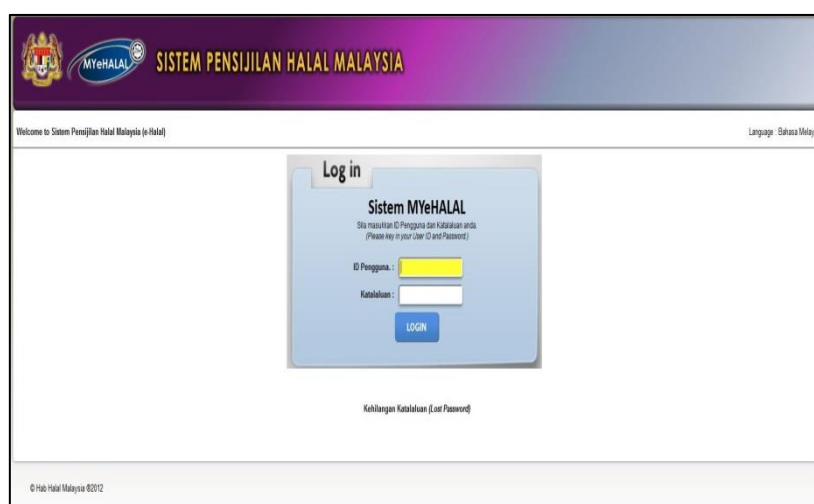 MYeHALAL
SISTEM PENSIJILAN HALAL MALAYSIA
Welcome to Sistem Pensijilan Halal Malaysia (e-Halal)
Language : Bahasa Melay
Log in
Sistem MYeHALAL
Sila masukkan ID Pengguna dan Katalaluan anda.
(Please key in your User ID and Password.)
ID Pengguna. :
Katalaluan :
LOGIN
Kehilangan Katalaluan (Lost Password)
© Hab Halal Malaysia ®2012